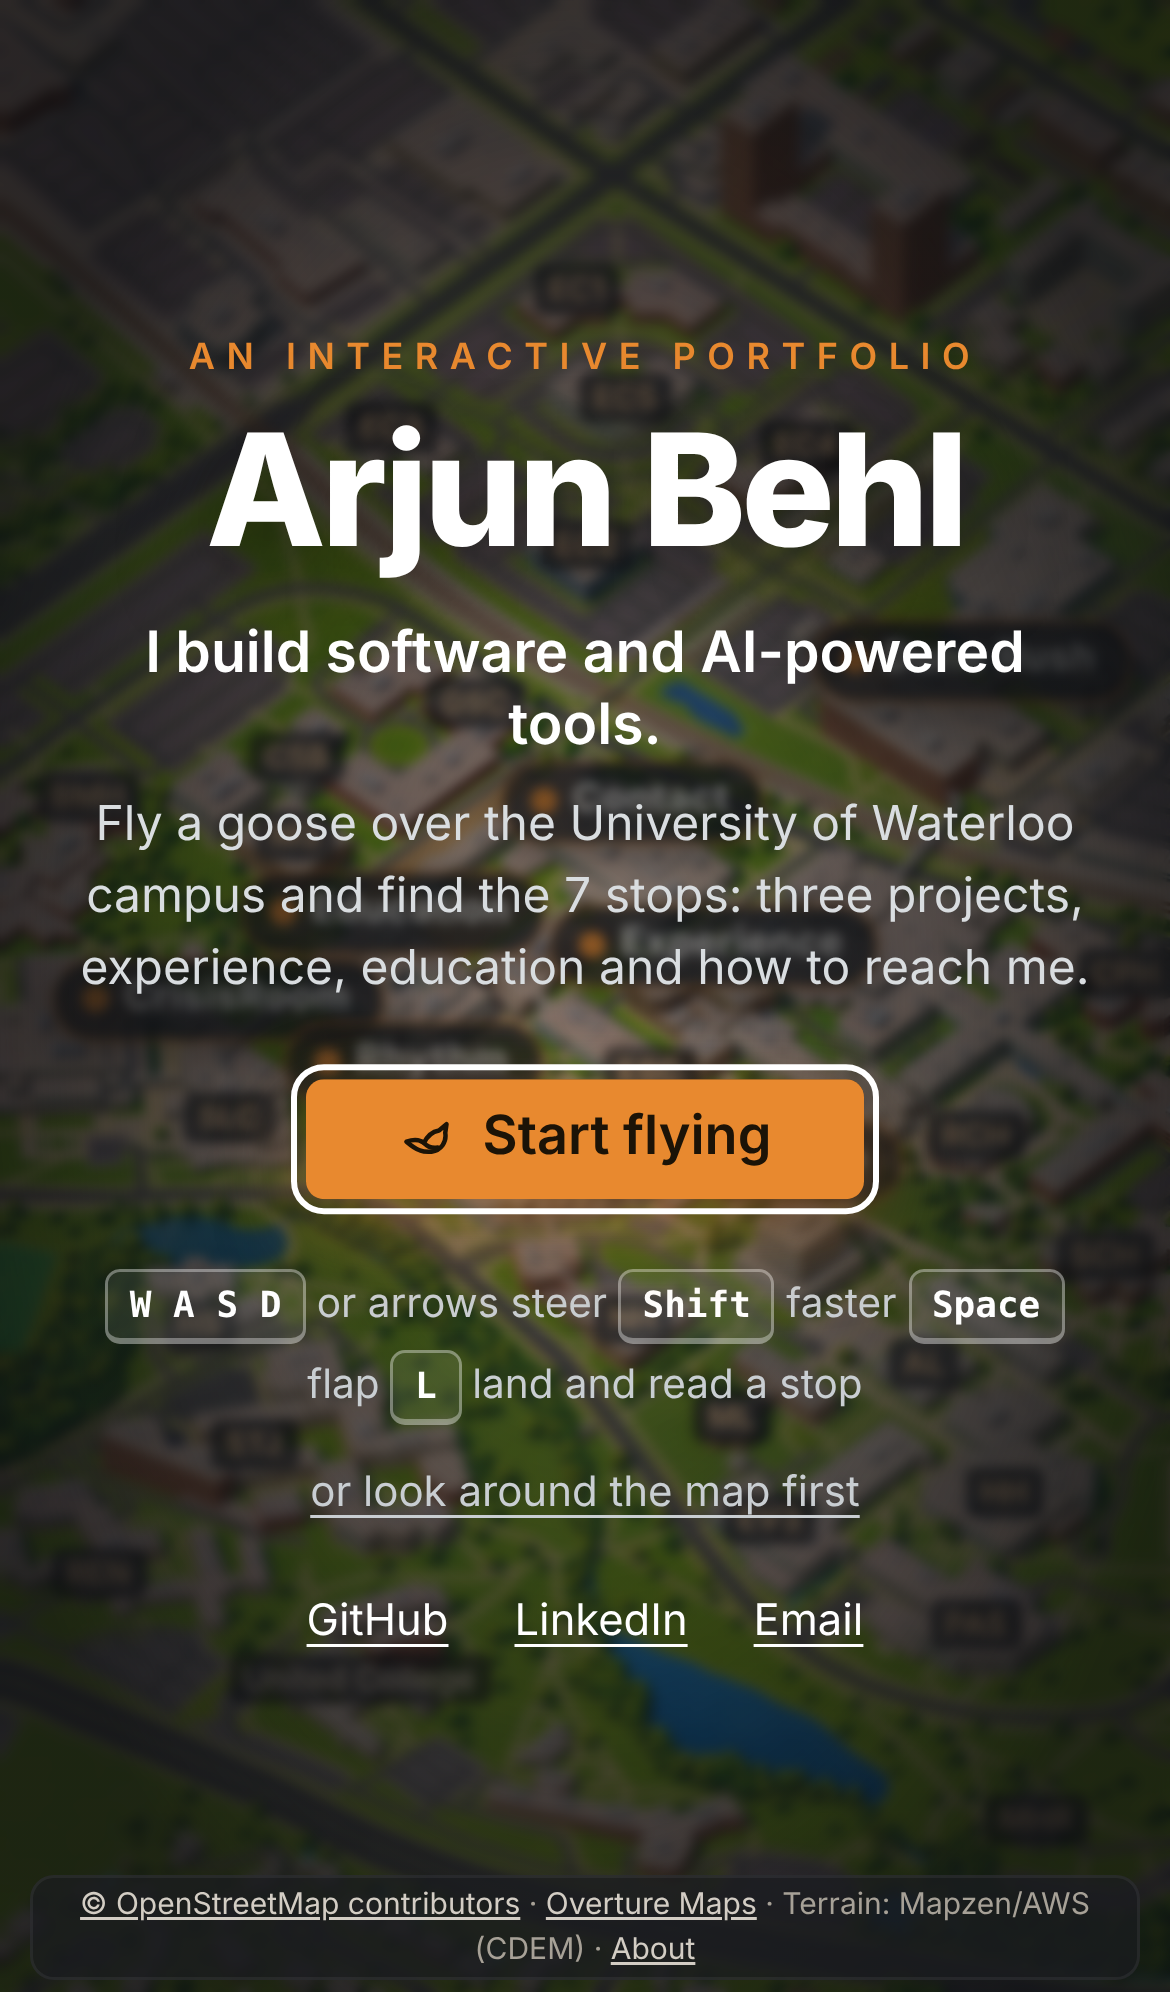 AN INTERACTIVE PORTFOLIO
Arjun Behl
I build software and AI-powered
tools.
Fly a goose over the University of Waterloo
campus and find the 7 stops: three projects,
experience, education and how to reach me.
Start flying
W A S D or arrows steer Shift faster Space
flap L land and read a stop
or look around the map first
GitHub LinkedIn Email
United College
© OpenStreetMap contributors · Overture Maps · Terrain: Mapzen/AWS
(CDEM) · About